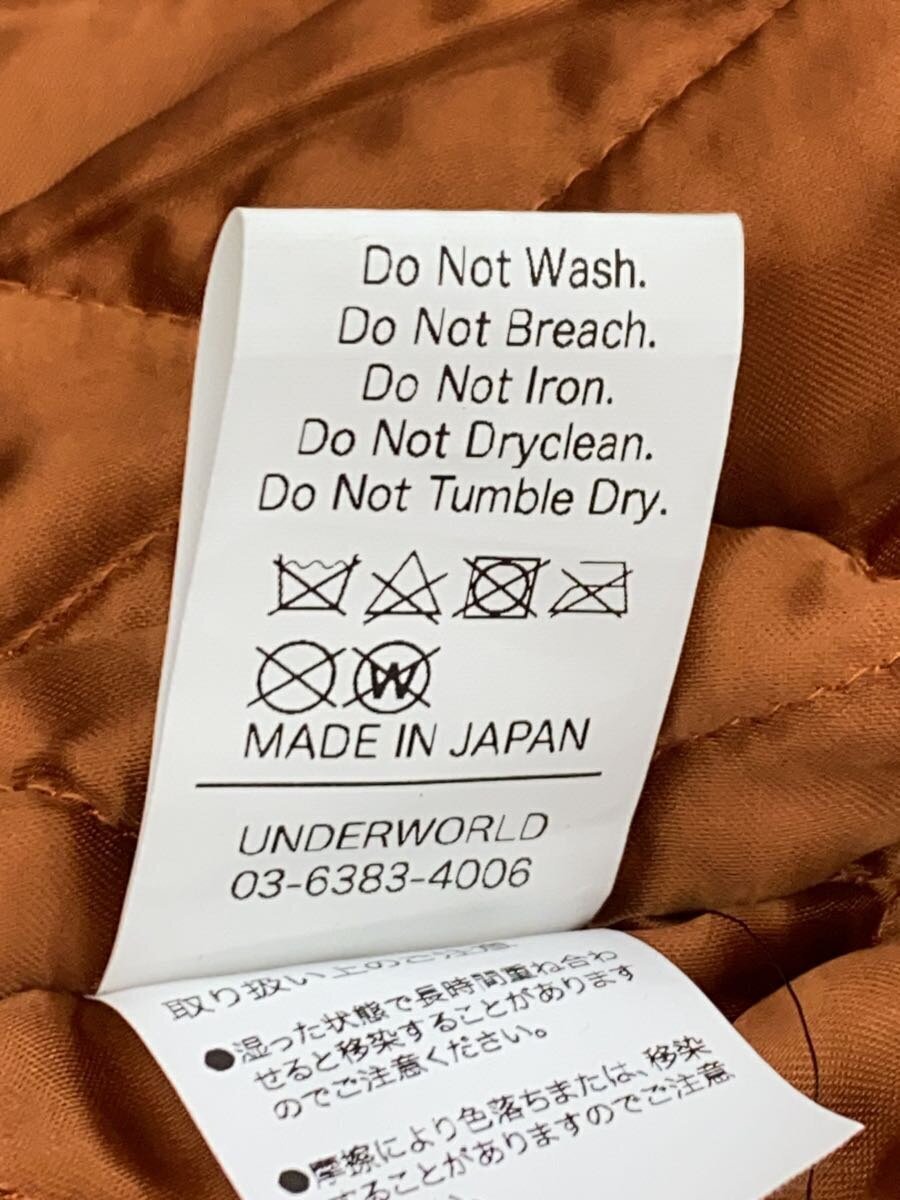 Do Not Wash.
Do Not Breach.
Do Not Iron.
Do Not Dryclean.
Do Not Tumble Dry.
W
MADE IN JAPAN
UNDERWORLD
03-6383-4006
取り扱い上のご注意
●湿った状態で長時間重ね合わ
せると移染することがあります
のでご注意ください。
●摩擦により色落ちまたは、移染
することがありますのでご注意